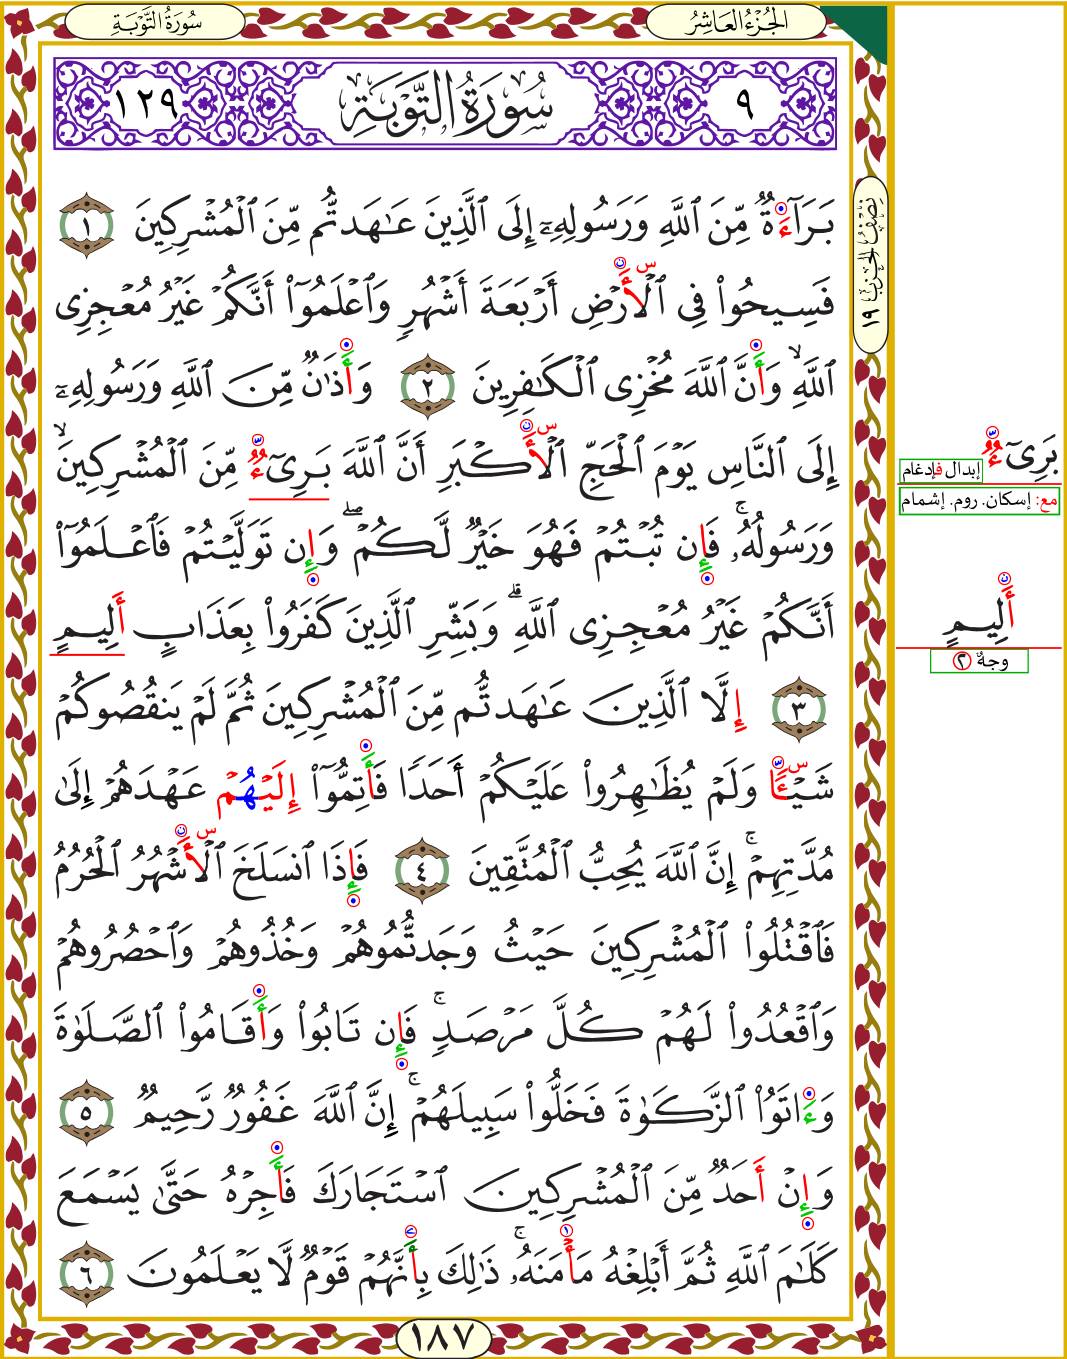 الجُزْءُ العَاشِرُ
سُورَةُ التَّوْبَةِ
٩
سُورَةُ التَّوْبَةِ
١٢٩
بَرَآءَةٌ مِّنَ ٱللَّهِ وَرَسُولِهِۦٓ إِلَى ٱلَّذِينَ عَـٰهَدتُّم مِّنَ ٱلْمُشْرِكِينَ ١
فَسِيحُوا۟ فِى ٱلْأَرْضِ أَرْبَعَةَ أَشْهُرٍ وَٱعْلَمُوٓا۟ أَنَّكُمْ غَيْرُ مُعْجِزِى
ٱللَّهِ ۙ وَأَنَّ ٱللَّهَ مُخْزِى ٱلْكَـٰفِرِينَ ٢ وَأَذَٰنٌ مِّنَ ٱللَّهِ وَرَسُولِهِۦٓ
إِلَى ٱلنَّاسِ يَوْمَ ٱلْحَجِّ ٱلْأَكْبَرِ أَنَّ ٱللَّهَ بَرِىٓءٌ مِّنَ ٱلْمُشْرِكِينَ ۙ
وَرَسُولُهُۥ ۚ فَإِن تُبْتُمْ فَهُوَ خَيْرٌ لَّكُمْ ۖ وَإِن تَوَلَّيْتُمْ فَٱعْلَمُوٓا۟
أَنَّكُمْ غَيْرُ مُعْجِزِى ٱللَّهِ ۗ وَبَشِّرِ ٱلَّذِينَ كَفَرُوا۟ بِعَذَابٍ أَلِيمٍ
٣ إِلَّا ٱلَّذِينَ عَـٰهَدتُّم مِّنَ ٱلْمُشْرِكِينَ ثُمَّ لَمْ يَنقُصُوكُمْ
شَيْـًٔا وَلَمْ يُظَـٰهِرُوا۟ عَلَيْكُمْ أَحَدًا فَأَتِمُّوٓا۟ إِلَيْهُمْ عَهْدَهُمْ إِلَىٰ
مُدَّتِهِمْ ۚ إِنَّ ٱللَّهَ يُحِبُّ ٱلْمُتَّقِينَ ٤ فَإِذَا ٱنسَلَخَ ٱلْأَشْهُرُ ٱلْحُرُمُ
فَٱقْتُلُوا۟ ٱلْمُشْرِكِينَ حَيْثُ وَجَدتُّمُوهُمْ وَخُذُوهُمْ وَٱحْصُرُوهُمْ
وَٱقْعُدُوا۟ لَهُمْ كُلَّ مَرْصَدٍ ۚ فَإِن تَابُوا۟ وَأَقَامُوا۟ ٱلصَّلَوٰةَ
وَءَاتَوُا۟ ٱلزَّكَوٰةَ فَخَلُّوا۟ سَبِيلَهُمْ ۚ إِنَّ ٱللَّهَ غَفُورٌ رَّحِيمٌ ٥
وَإِنْ أَحَدٌ مِّنَ ٱلْمُشْرِكِينَ ٱسْتَجَارَكَ فَأَجِرْهُ حَتَّىٰ يَسْمَعَ
كَلَـٰمَ ٱللَّهِ ثُمَّ أَبْلِغْهُ مَأْمَنَهُۥ ۚ ذَٰلِكَ بِأَنَّهُمْ قَوْمٌ لَّا يَعْلَمُونَ ٦
١٨٧
نِصْفُ الحِزْبِ ١٩
بَرِىٓءٌ
إبدال فإدغام
مع: إسكان. روم. إشمام
أَلِيمٍ
وجهٌ ٢